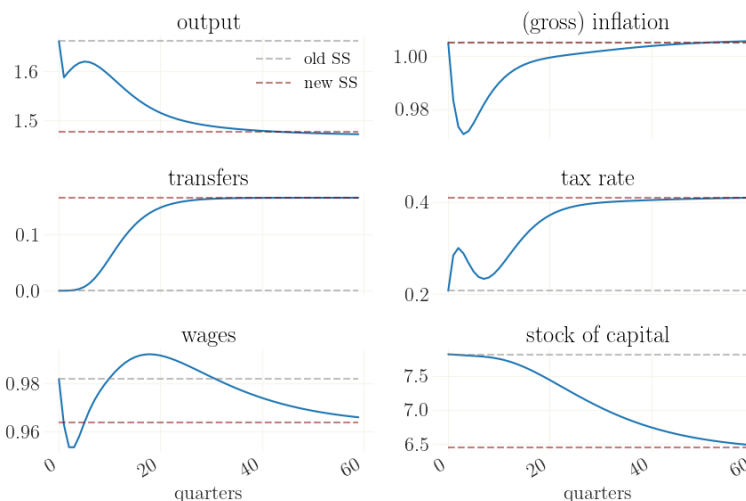 output
(gross) inflation
1.6
1.5
old SS
new SS
1.00
0.98
transfers
tax rate
0.1
0.0
0.4
0.2
wages
stock of capital
0.98
0.96
7.5
7.0
6.5
0
20
40
60
0
20
40
60
quarters
quarters